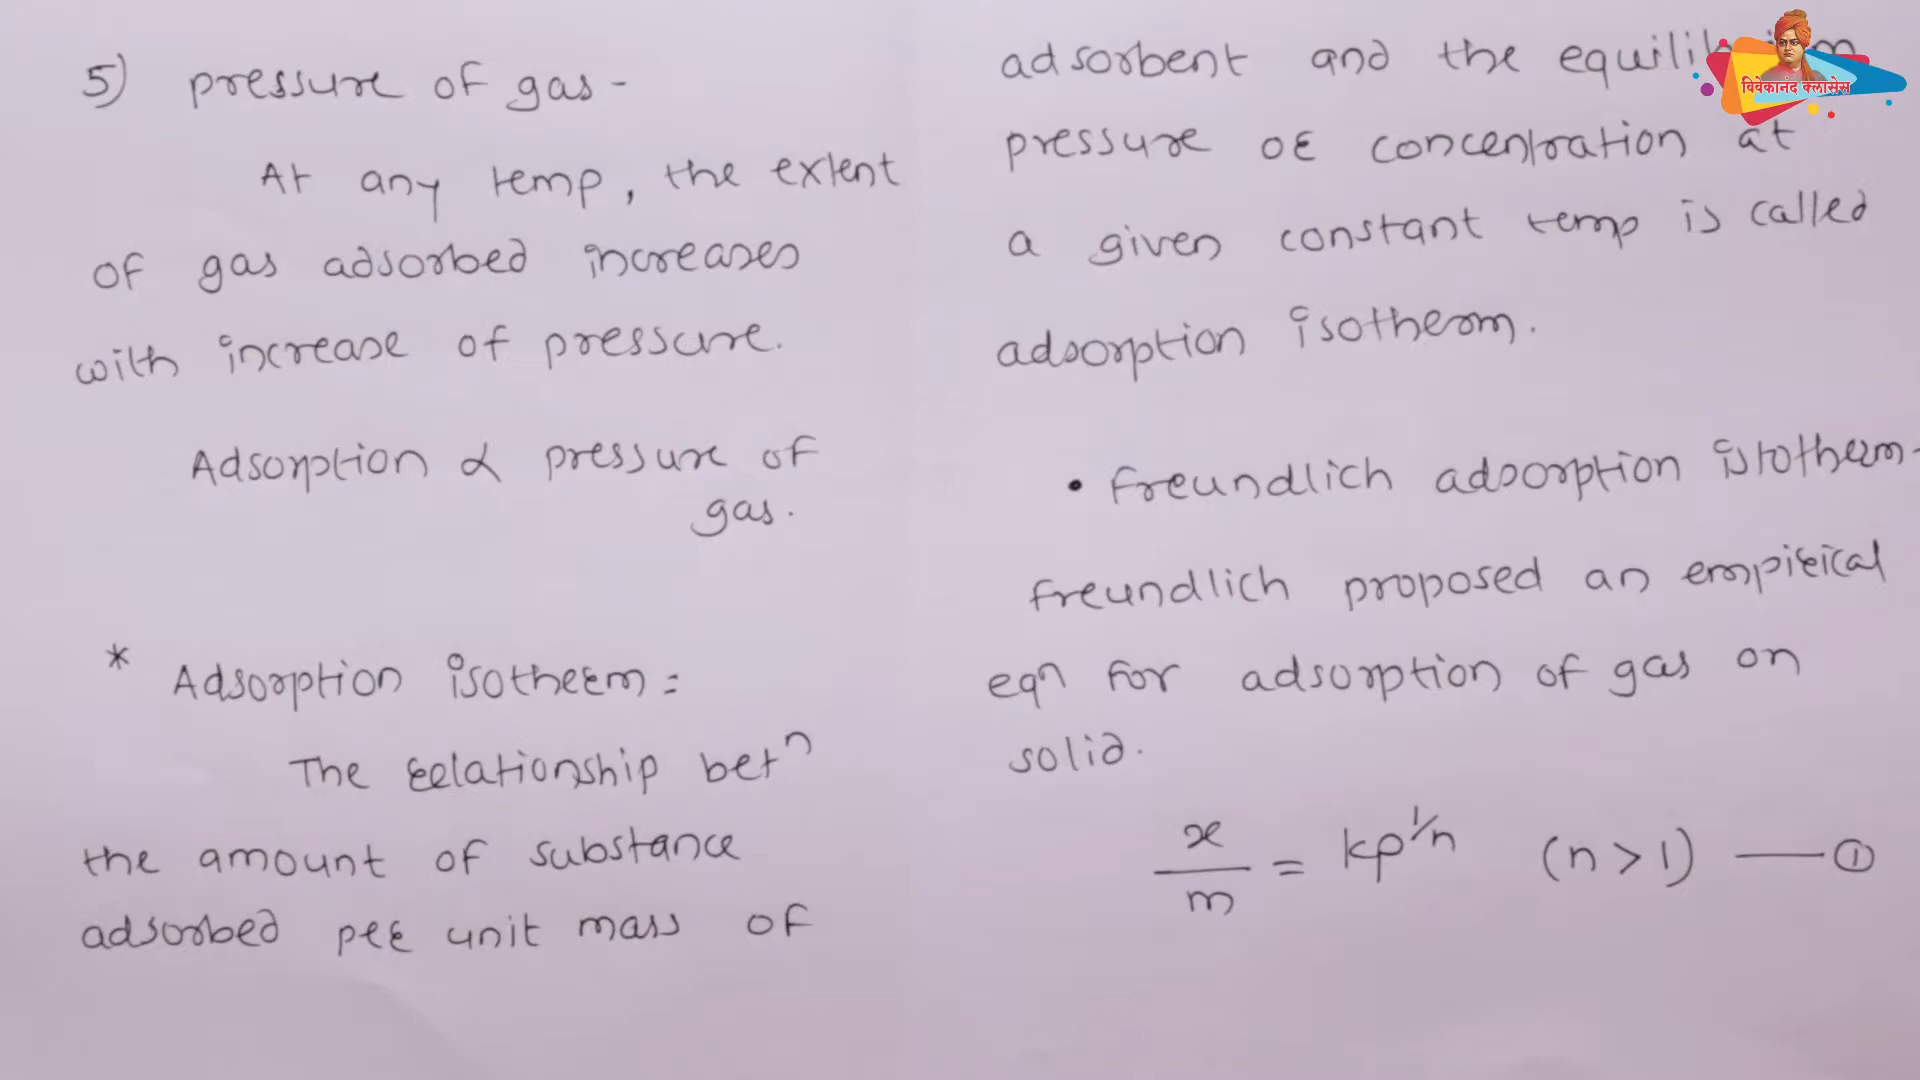 5) pressure of gas -
At any temp, the extent
of gas adsorbed increases
with increase of pressure.
Adsorption α pressure of
gas.
* Adsorption isotherm =
The relationship betⁿ
the amount of substance
adsorbed per unit mass of
adsorbent and the
pressure or concentration at
a given constant temp is called
adsorption isotherm.
• Freundlich adsorption isotherm-
Freundlich proposed an empirical
eqⁿ for adsorption of gas on
solid.
x/m = kp^1/n (n > 1) — ①
विवेकानंद क्लासेस